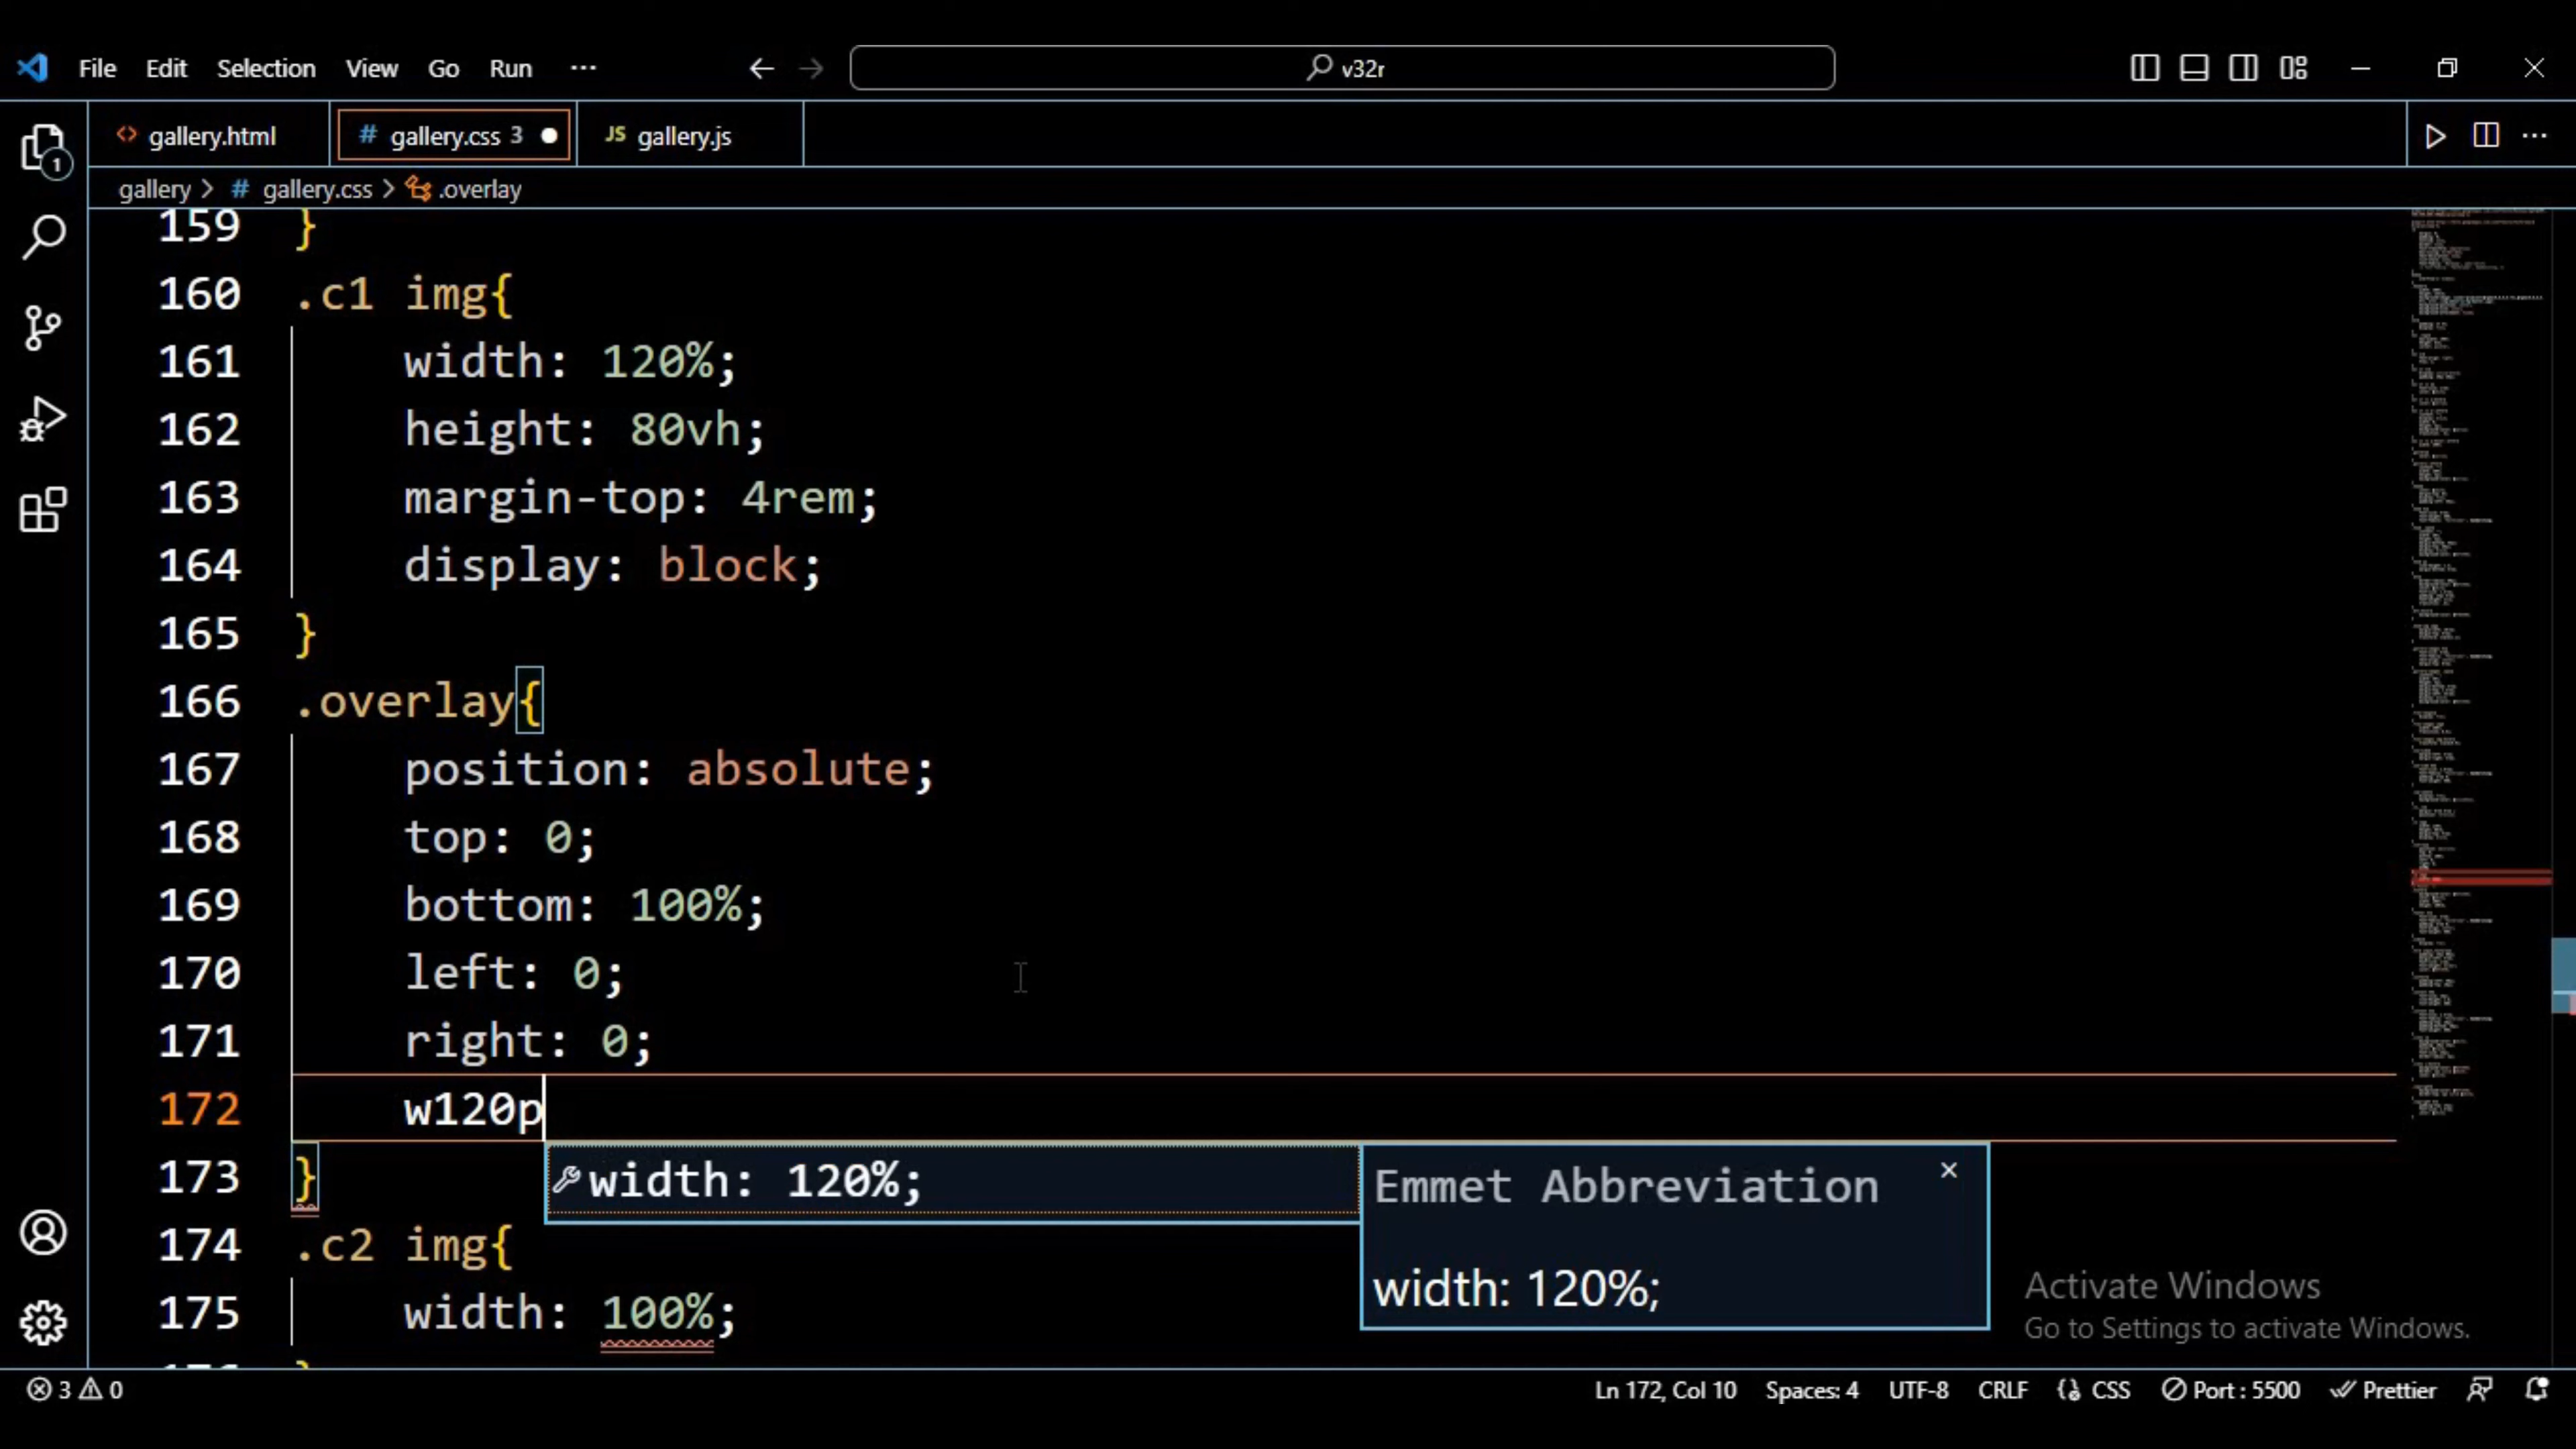 File Edit Selection View Go Run ··· v32r
gallery.html # gallery.css 3 JS gallery.js
gallery > # gallery.css > .overlay
159 }
160 .c1 img{
161 width: 120%;
162 height: 80vh;
163 margin-top: 4rem;
164 display: block;
165 }
166 .overlay{
167 position: absolute;
168 top: 0;
169 bottom: 100%;
170 left: 0;
171 right: 0;
172 w120p
173 }
width: 120%;
Emmet Abbreviation
width: 120%;
174 .c2 img{
175 width: 100%;
Activate Windows
Go to Settings to activate Windows.
1
3 0 Ln 172, Col 10 Spaces: 4 UTF-8 CRLF CSS Port : 5500 Prettier